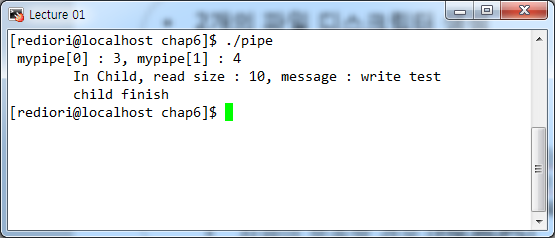 Lecture 01
2개의 파일 디스크립터
[rediori@localhost chap6]$ ./pipe
mypipe[0] : 3, mypipe[1] : 4
In Child, read size : 10, message : write test
child finish
[rediori@localhost chap6]$